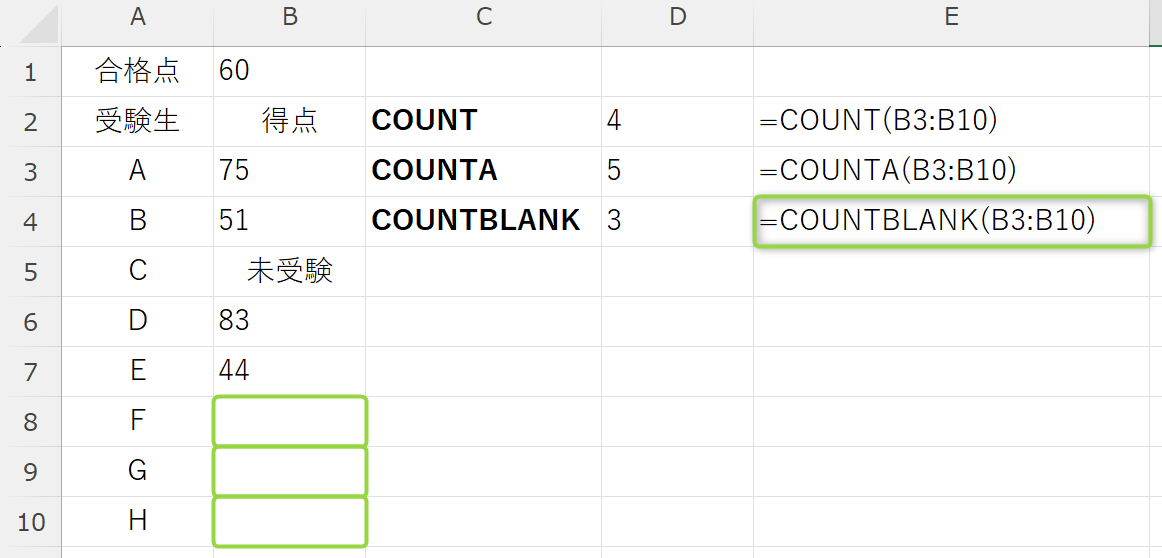 A B C D E
1 合格点 60
2 受験生 得点 COUNT 4 =COUNT(B3:B10)
3 A 75 COUNTA 5 =COUNTA(B3:B10)
4 B 51 COUNTBLANK 3 =COUNTBLANK(B3:B10)
5 C 未受験
6 D 83
7 E 44
8 F
9 G
10 H